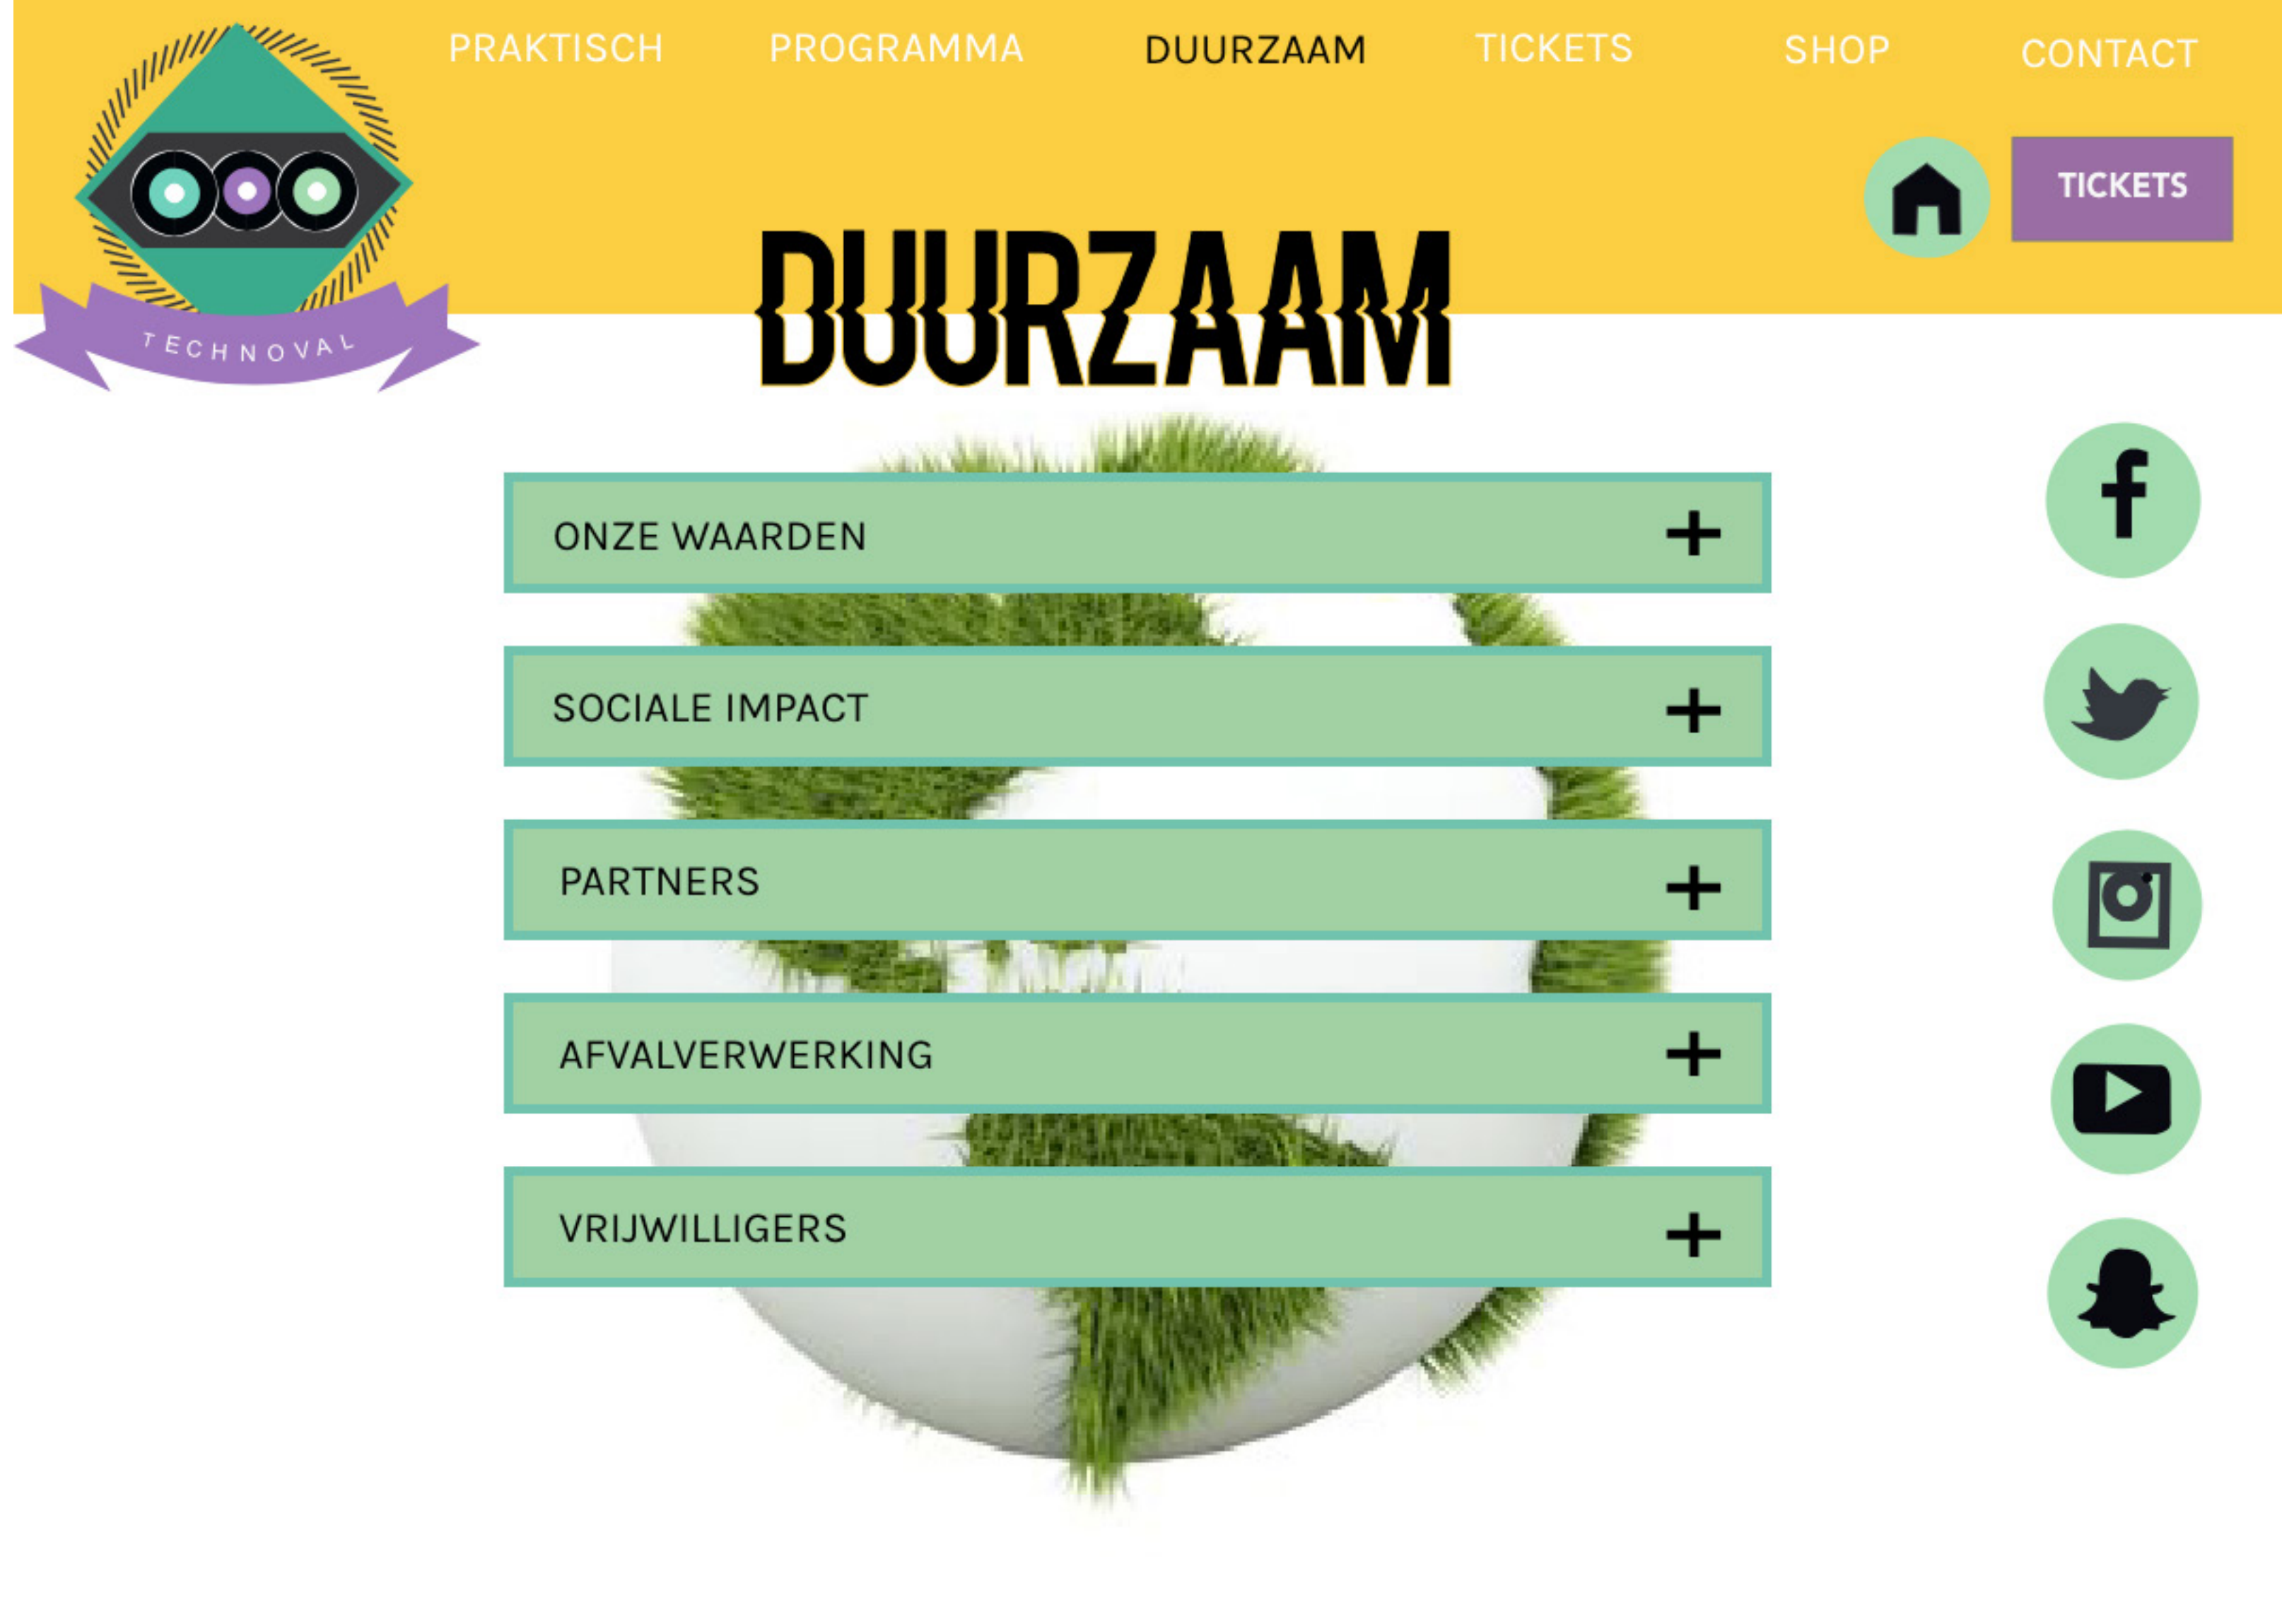 PRAKTISCH PROGRAMMA DUURZAAM TICKETS SHOP CONTACT
TICKETS
DUURZAAM
TECHNOVAL
ONZE WAARDEN
SOCIALE IMPACT
PARTNERS
AFVALVERWERKING
VRIJWILLIGERS